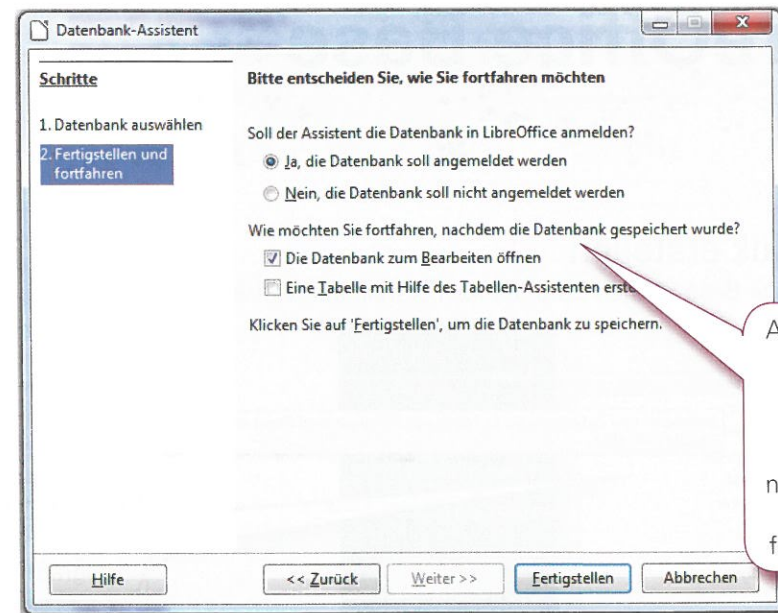 Datenbank-Assistent
Schritte
1. Datenbank auswählen
2. Fertigstellen und
fortfahren
Bitte entscheiden Sie, wie Sie fortfahren möchten
Soll der Assistent die Datenbank in LibreOffice anmelden?
Ja, die Datenbank soll angemeldet werden
Nein, die Datenbank soll nicht angemeldet werden
Wie möchten Sie fortfahren, nachdem die Datenbank gespeichert wurde?
Die Datenbank zum Bearbeiten öffnen
Eine Tabelle mit Hilfe des Tabellen-Assistenten
Klicken Sie auf 'Fertigstellen', um die Datenbank zu speichern.
A
n
f
Hilfe
<< Zurück
Weiter >>
Fertigstellen
Abbrechen